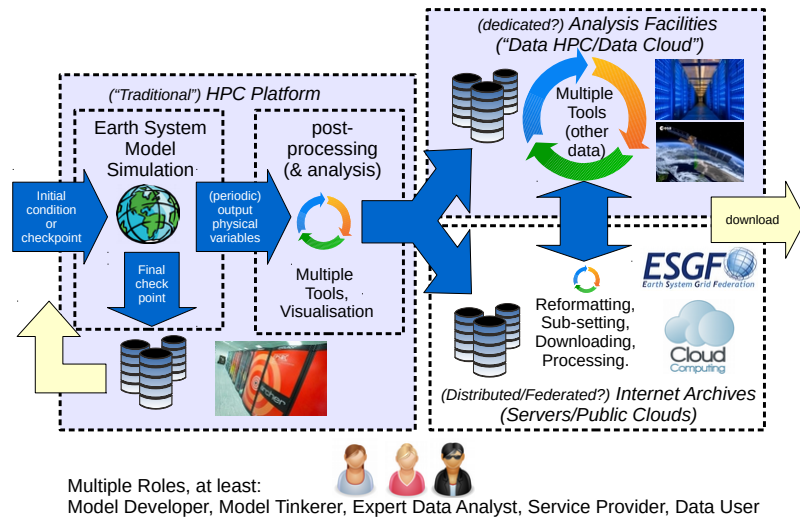 (dedicated?) Analysis Facilities
("Data HPC/Data Cloud")
Multiple
Tools
(other
data)
esa
("Traditional") HPC Platform
Earth System
Model
Simulation
post-
processing
(& analysis)
Initial
condition
or
checkpoint
(periodic)
output
physical
variables
Final
check
point
Multiple
Tools,
Visualisation
download
Reformatting,
Sub-setting,
Downloading,
Processing.
ESGF
Earth System Grid Federation
Cloud
Computing
(Distributed/Federated?) Internet Archives
(Servers/Public Clouds)
Multiple Roles, at least:
Model Developer, Model Tinkerer, Expert Data Analyst, Service Provider, Data User